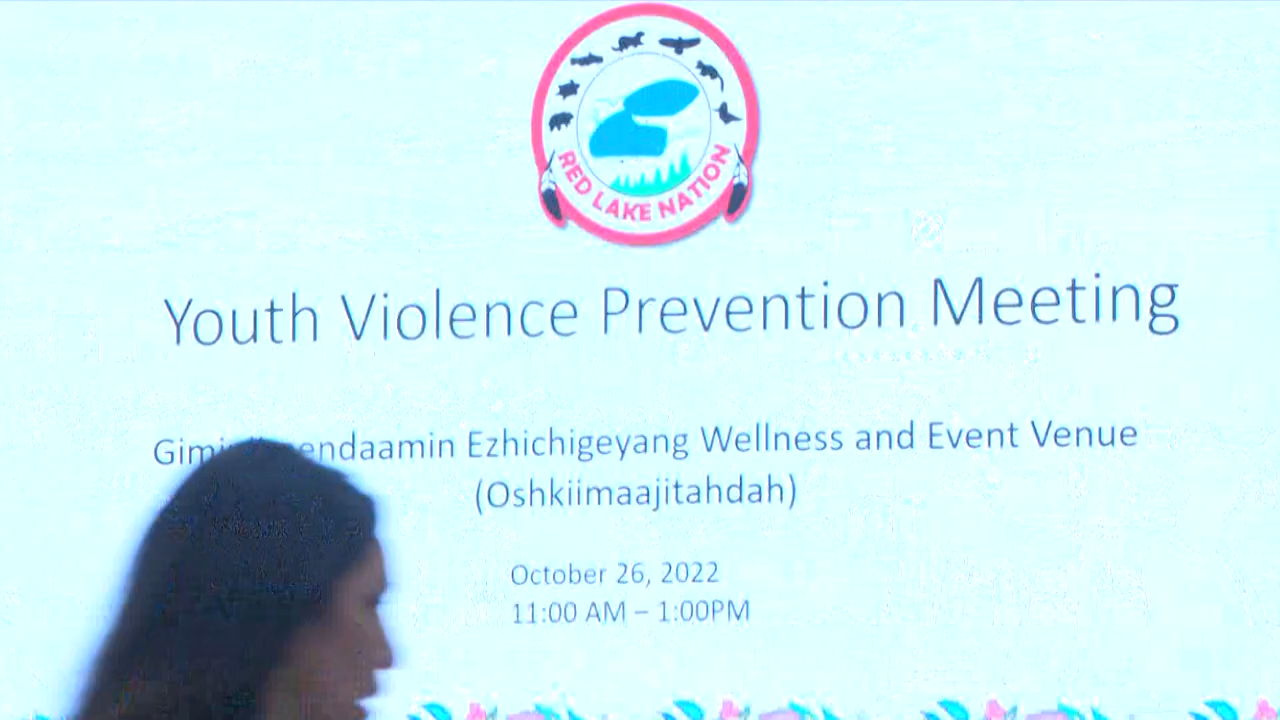 RED LAKE NATION
Youth Violence Prevention Meeting
Ezhichigeyang Wellness and Event Venue
(Oshkiimaajitahdah)
October 26, 2022
11:00 AM – 1:00PM